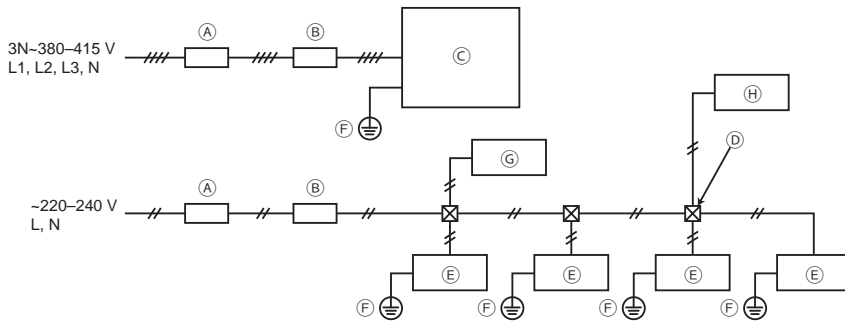 Ⓐ Ⓑ
3N~380–415 V
L1, L2, L3, N
Ⓒ
Ⓗ
Ⓕ
Ⓓ
Ⓖ
Ⓐ Ⓑ
~220–240 V
L, N
Ⓔ Ⓔ Ⓔ Ⓔ
Ⓕ Ⓕ Ⓕ Ⓕ